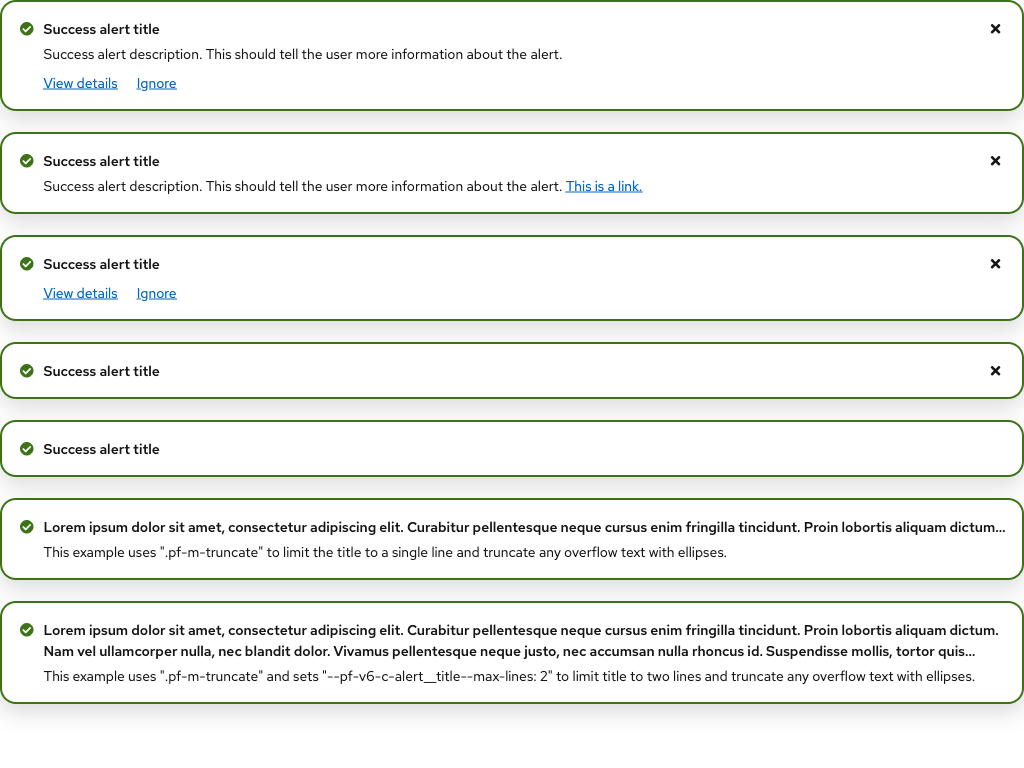 Success alert title
Success alert description. This should tell the user more information about the alert.
View details Ignore
Success alert title
Success alert description. This should tell the user more information about the alert. This is a link.
Success alert title
View details Ignore
Success alert title
Success alert title
Lorem ipsum dolor sit amet, consectetur adipiscing elit. Curabitur pellentesque neque cursus enim fringilla tincidunt. Proin lobortis aliquam dictum...
This example uses ".pf-m-truncate" to limit the title to a single line and truncate any overflow text with ellipses.
Lorem ipsum dolor sit amet, consectetur adipiscing elit. Curabitur pellentesque neque cursus enim fringilla tincidunt. Proin lobortis aliquam dictum.
Nam vel ullamcorper nulla, nec blandit dolor. Vivamus pellentesque neque justo, nec accumsan nulla rhoncus id. Suspendisse mollis, tortor quis...
This example uses ".pf-m-truncate" and sets "--pf-v6-c-alert__title--max-lines: 2" to limit title to two lines and truncate any overflow text with ellipses.